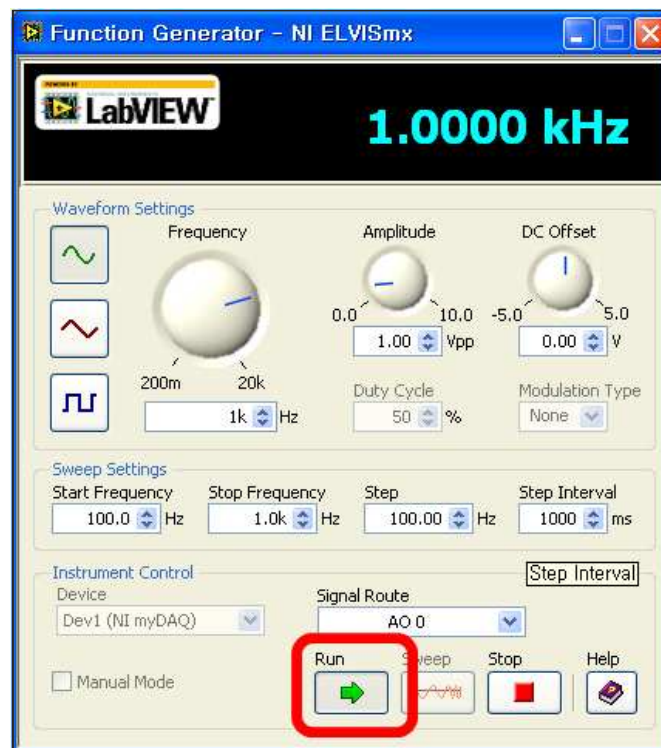 Function Generator - NI ELVISmx
LabVIEW
1.0000 kHz
Waveform Settings
Frequency
Amplitude
DC Offset
0.0
10.0
-5.0
5.0
1.00 Vpp
0.00 V
200m
20k
Duty Cycle
Modulation Type
1k Hz
50 %
None
Sweep Settings
Start Frequency
Stop Frequency
Step
Step Interval
100.0 Hz
1.0k Hz
100.00 Hz
1000 ms
Instrument Control
Step Interval
Device
Signal Route
Dev1 (NI myDAQ)
AO 0
Run
Sweep
Stop
Help
Manual Mode